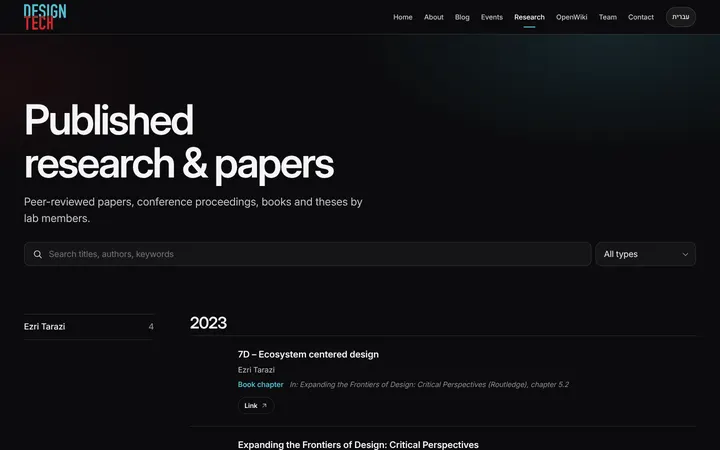 DESIGN
TECH
Home About Blog Events Research OpenWiki Team Contact עברית
Published
research & papers
Peer-reviewed papers, conference proceedings, books and theses by
lab members.
Search titles, authors, keywords
All types
Ezri Tarazi 4
2023
7D – Ecosystem centered design
Ezri Tarazi
Book chapter In: Expanding the Frontiers of Design: Critical Perspectives (Routledge), chapter 5.2
Link ↗
Expanding the Frontiers of Design: Critical Perspectives